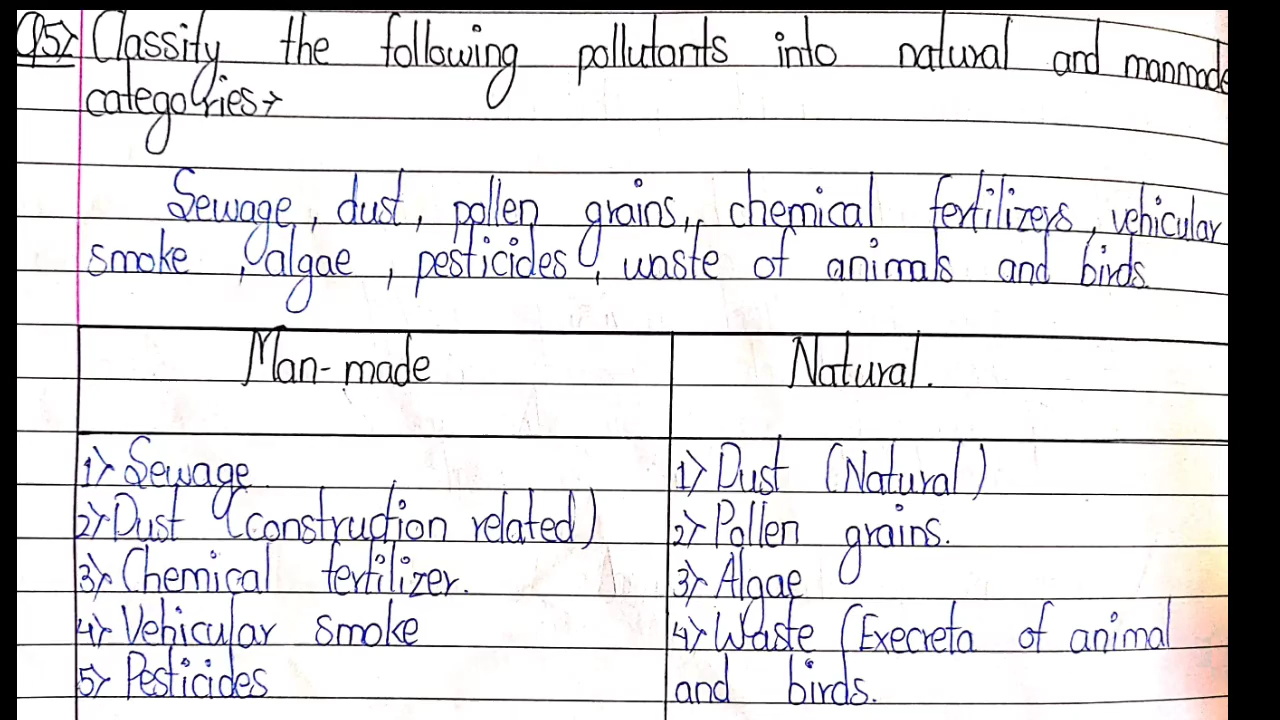 Q5> Classify the following pollutants into natural and manmade
categories →
Sewage, dust, pollen grains, chemical fertilizers, vehicular
smoke, algae, pesticides, waste of animals and birds.
Man-made Natural.
1> Sewage 1> Dust (Natural)
2> Dust (construction related) 2> Pollen grains.
3> Chemical fertilizer. 3> Algae
4> Vehicular smoke 4> Waste (Execreta of animal
5> Pesticides and birds.